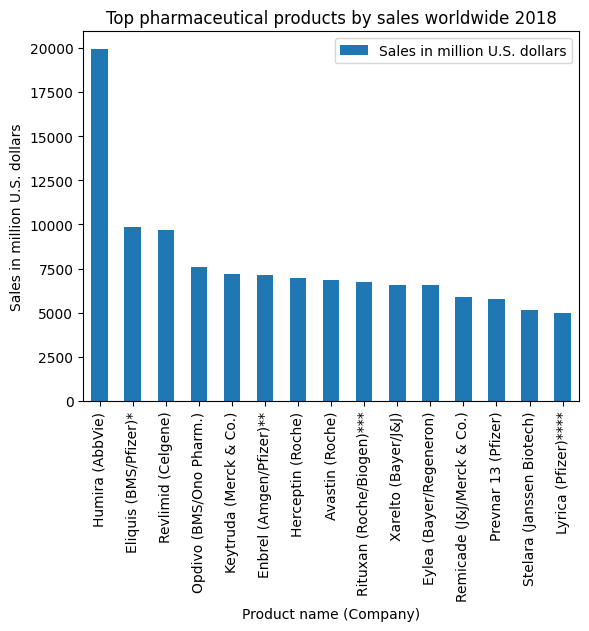 Top pharmaceutical products by sales worldwide 2018
Sales in million U.S. dollars
Sales in million U.S. dollars
20000
17500
15000
12500
10000
7500
5000
2500
0
Humira (AbbVie)
Eliquis (BMS/Pfizer)*
Revlimid (Celgene)
Opdivo (BMS/Ono Pharm.)
Keytruda (Merck & Co.)
Enbrel (Amgen/Pfizer)**
Herceptin (Roche)
Avastin (Roche)
Rituxan (Roche/Biogen)***
Xarelto (Bayer/J&J)
Eylea (Bayer/Regeneron)
Remicade (J&J/Merck & Co.)
Prevnar 13 (Pfizer)
Stelara (Janssen Biotech)
Lyrica (Pfizer)****
Product name (Company)